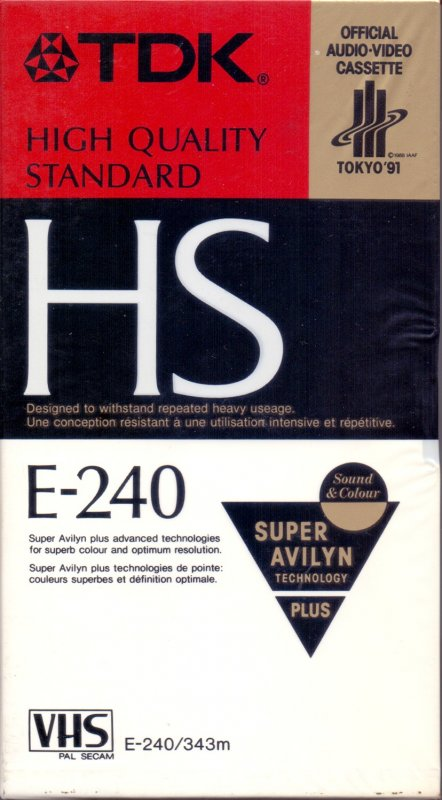 TDK®
OFFICIAL
AUDIO-VIDEO
CASSETTE
©1988 IAAF
TOKYO '91
HIGH QUALITY
STANDARD
HS
Designed to withstand repeated heavy useage.
Une conception résistant à une utilisation intensive et répétitive.
E-240
Super Avilyn plus advanced technologies
for superb colour and optimum resolution.
Super Avilyn plus technologies de pointe:
couleurs superbes et définition optimale.
Sound
& Colour
SUPER
AVILYN
TECHNOLOGY
PLUS
VHS
PAL SECAM
E-240/343m